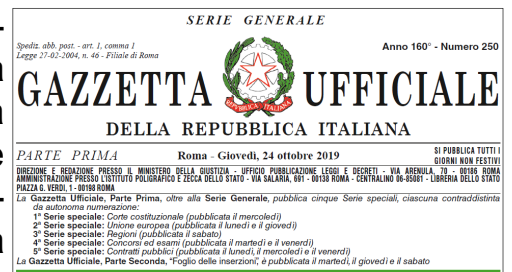 SERIE GENERALE
Spediz. abb. post. - art. 1, comma 1
Legge 27-02-2004, n. 46 - Filiale di Roma
Anno 160° - Numero 250
GAZZETTA UFFICIALE
REPVBBLICA ITALIANA
DELLA REPUBBLICA ITALIANA
PARTE PRIMA
Roma - Giovedì, 24 ottobre 2019
SI PUBBLICA TUTTI I
GIORNI NON FESTIVI
DIREZIONE E REDAZIONE PRESSO IL MINISTERO DELLA GIUSTIZIA - UFFICIO PUBBLICAZIONE LEGGI E DECRETI - VIA ARENULA, 70 - 00186 ROMA
AMMINISTRAZIONE PRESSO L'ISTITUTO POLIGRAFICO E ZECCA DELLO STATO - VIA SALARIA, 691 - 00138 ROMA - CENTRALINO 06-85081 - LIBRERIA DELLO STATO
PIAZZA G. VERDI, 1 - 00198 ROMA
La Gazzetta Ufficiale, Parte Prima, oltre alla Serie Generale, pubblica cinque Serie speciali, ciascuna contraddistinta
da autonoma numerazione:
1ª Serie speciale: Corte costituzionale (pubblicata il mercoledì)
2ª Serie speciale: Unione europea (pubblicata il lunedì e il giovedì)
3ª Serie speciale: Regioni (pubblicata il sabato)
4ª Serie speciale: Concorsi ed esami (pubblicata il martedì e il venerdì)
5ª Serie speciale: Contratti pubblici (pubblicata il lunedì, il mercoledì e il venerdì)
La Gazzetta Ufficiale, Parte Seconda, "Foglio delle inserzioni", è pubblicata il martedì, il giovedì e il sabato